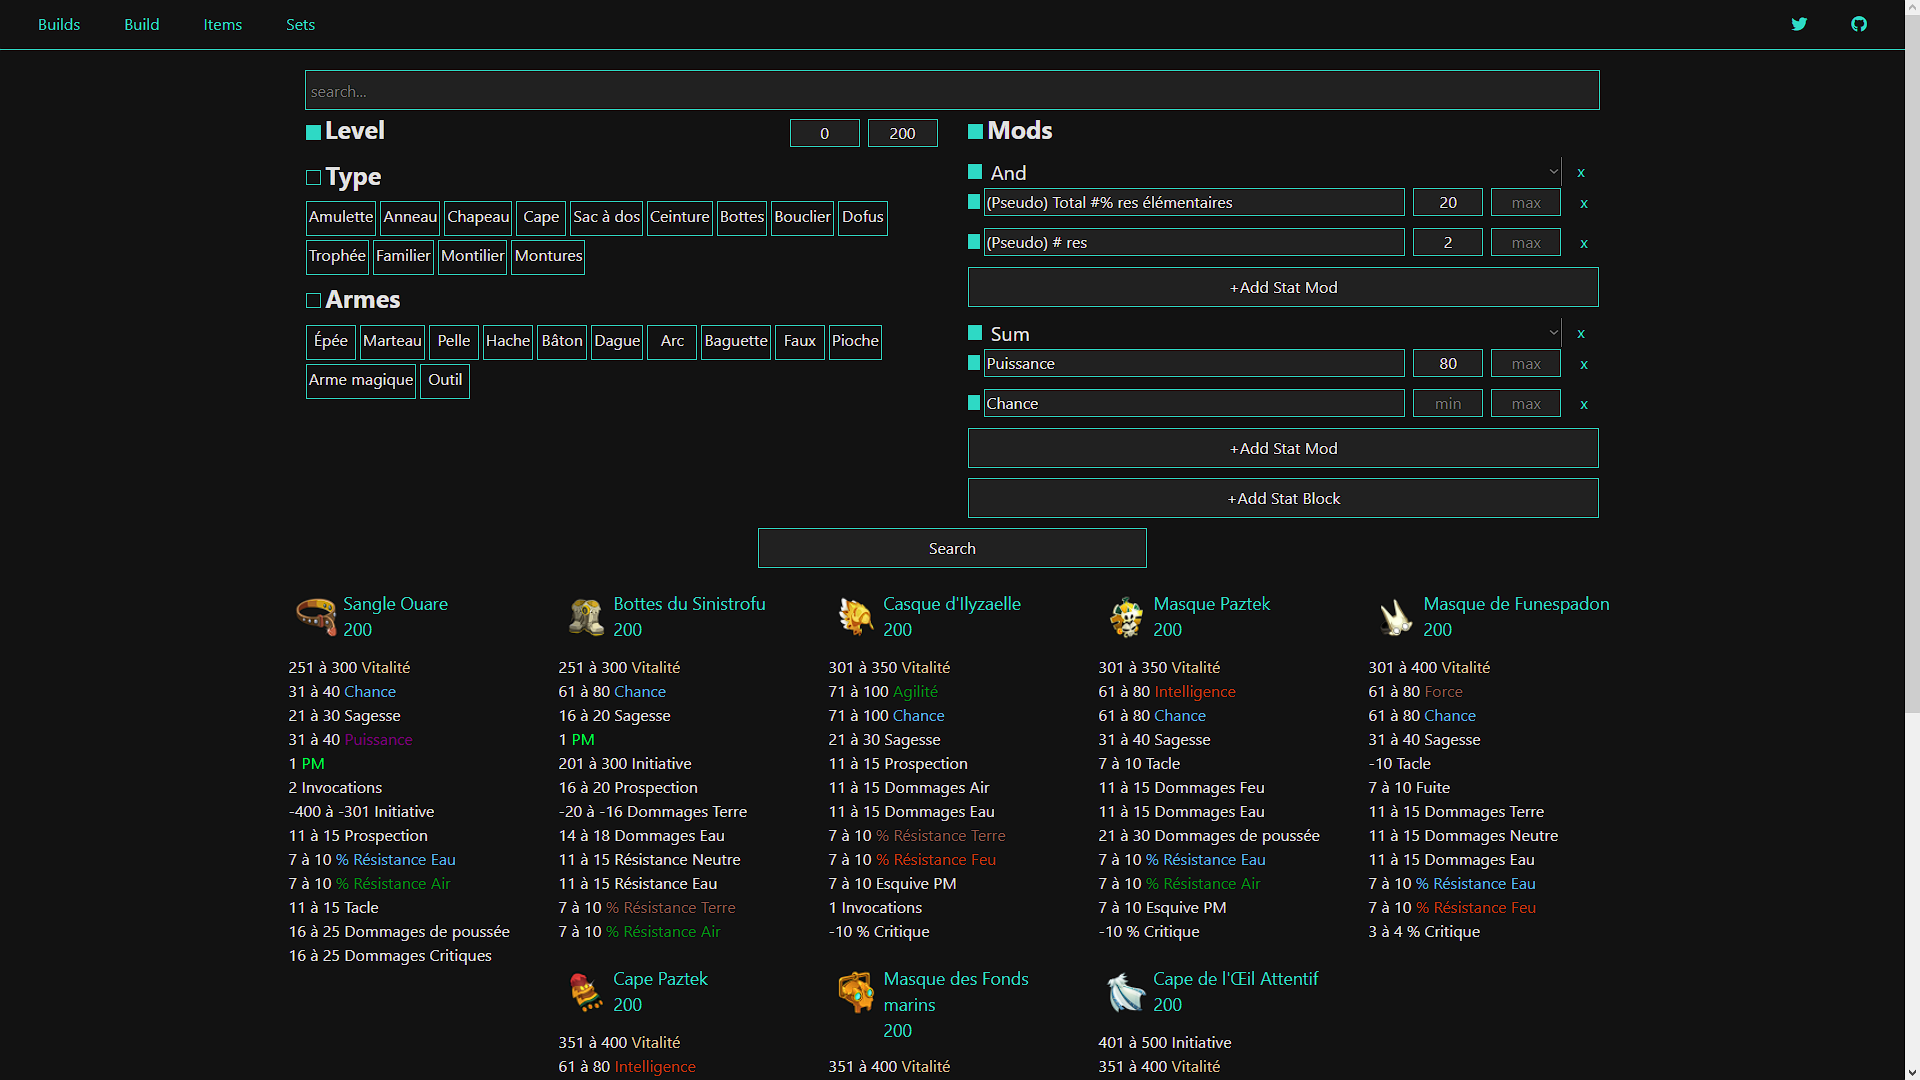 Builds Build Items Sets
search...
Level 0 200
Type
Amulette Anneau Chapeau Cape Sac à dos Ceinture Bottes Bouclier Dofus
Trophée Familier Montilier Montures
Armes
Épée Marteau Pelle Hache Bâton Dague Arc Baguette Faux Pioche
Arme magique Outil
Mods
And x
(Pseudo) Total #% res élémentaires 20 max x
(Pseudo) # res 2 max x
+Add Stat Mod
Sum x
Puissance 80 max x
Chance min max x
+Add Stat Mod
+Add Stat Block
Search
Sangle Ouare
200
251 à 300 Vitalité
31 à 40 Chance
21 à 30 Sagesse
31 à 40 Puissance
1 PM
2 Invocations
-400 à -301 Initiative
11 à 15 Prospection
7 à 10 % Résistance Eau
7 à 10 % Résistance Air
11 à 15 Tacle
16 à 25 Dommages de poussée
16 à 25 Dommages Critiques
Bottes du Sinistrofu
200
251 à 300 Vitalité
61 à 80 Chance
16 à 20 Sagesse
1 PM
201 à 300 Initiative
16 à 20 Prospection
-20 à -16 Dommages Terre
14 à 18 Dommages Eau
11 à 15 Résistance Neutre
11 à 15 Résistance Eau
7 à 10 % Résistance Terre
7 à 10 % Résistance Air
Casque d'Ilyzaelle
200
301 à 350 Vitalité
71 à 100 Agilité
71 à 100 Chance
21 à 30 Sagesse
11 à 15 Prospection
11 à 15 Dommages Air
11 à 15 Dommages Eau
7 à 10 % Résistance Terre
7 à 10 % Résistance Feu
7 à 10 Esquive PM
1 Invocations
-10 % Critique
Masque Paztek
200
301 à 350 Vitalité
61 à 80 Intelligence
61 à 80 Chance
31 à 40 Sagesse
7 à 10 Tacle
11 à 15 Dommages Feu
11 à 15 Dommages Eau
21 à 30 Dommages de poussée
7 à 10 % Résistance Eau
7 à 10 % Résistance Air
7 à 10 Esquive PM
-10 % Critique
Masque de Funespadon
200
301 à 400 Vitalité
61 à 80 Force
61 à 80 Chance
31 à 40 Sagesse
-10 Tacle
7 à 10 Fuite
11 à 15 Dommages Terre
11 à 15 Dommages Neutre
11 à 15 Dommages Eau
7 à 10 % Résistance Eau
7 à 10 % Résistance Feu
3 à 4 % Critique
Cape Paztek
200
351 à 400 Vitalité
61 à 80 Intelligence
Masque des Fonds
marins
200
351 à 400 Vitalité
Cape de l'Œil Attentif
200
401 à 500 Initiative
351 à 400 Vitalité